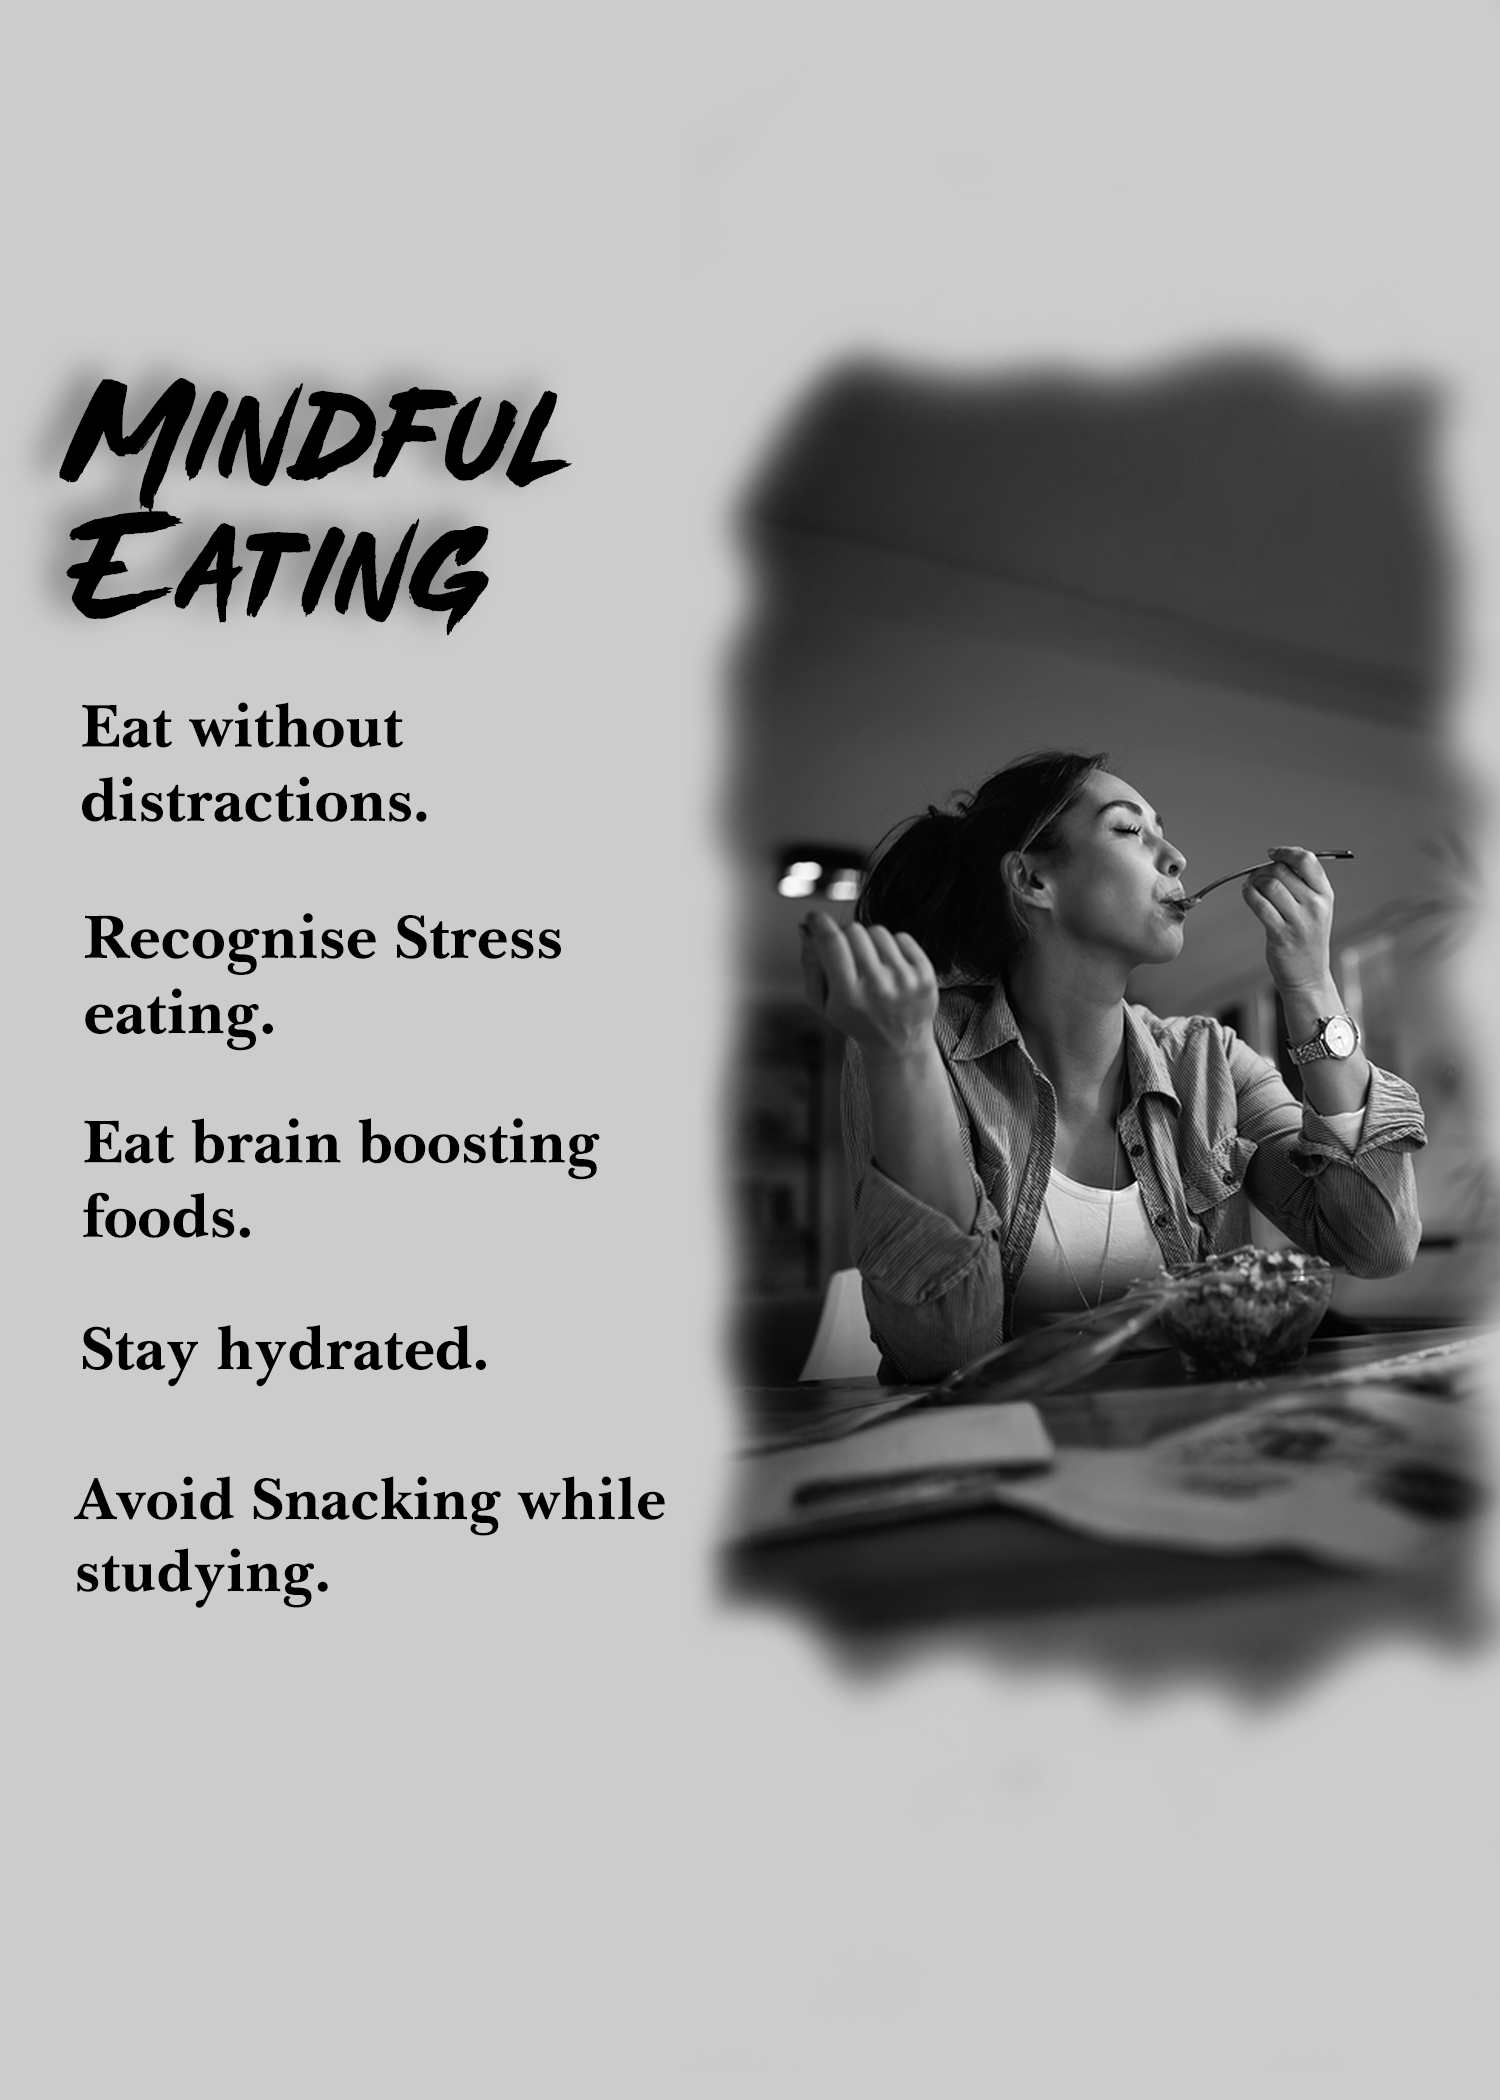 MINDFUL
EATING
Eat without
distractions.
Recognise Stress
eating.
Eat brain boosting
foods.
Stay hydrated.
Avoid Snacking while
studying.